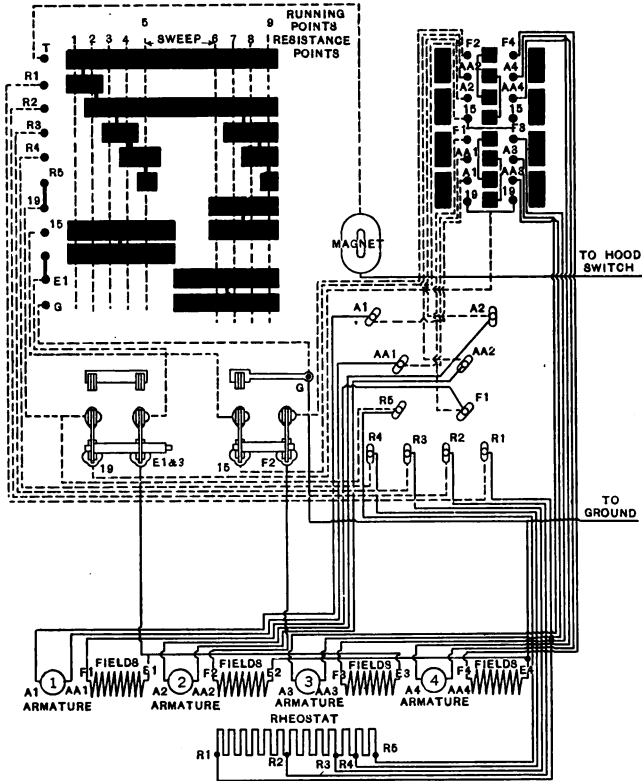 RUNNING
POINTS
RESISTANCE
POINTS
1 2 3 4 5 SWEEP 6 7 8 9
T
R1
R2
R3
R4
R5
19
15
E1
G
F2 F4
AA2 A4
A2 AA4
15 15
F1 F3
AA1 A3
A1 AA3
19 19
MAGNET
TO HOOD
SWITCH
A1 A2
AA1 AA2
G
R5 F1
R4 R3 R2 R1
19 E1&3 15 F2
TO
GROUND
A1 1 AA1 F1 FIELDS E1 A2 2 AA2 F2 FIELDS E2 A3 3 AA3 F3 FIELDS E3 A4 4 AA4 F4 FIELDS E4
ARMATURE ARMATURE ARMATURE ARMATURE
RHEOSTAT
R1 R2 R3 R4 R5